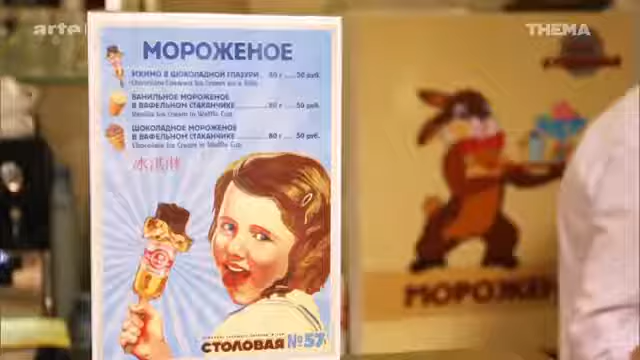 arte
THEMA
МОРОЖЕНОЕ
ЭСКИМО В ШОКОЛАДНОЙ ГЛАЗУРИ 80 г ..... 50 руб.
Chocolate Covered Ice Cream on a Stick
ВАНИЛЬНОЕ МОРОЖЕНОЕ
В ВАФЕЛЬНОМ СТАКАНЧИКЕ 80 г ..... 50 руб.
Vanilla Ice Cream in Waffle Cup
ШОКОЛАДНОЕ МОРОЖЕНОЕ
В ВАФЕЛЬНОМ СТАКАНЧИКЕ 80 г ..... 50 руб.
Chocolate Ice Cream in Waffle Cup
冰淇淋
СТОЛОВАЯ №57
МОРОЖЕН